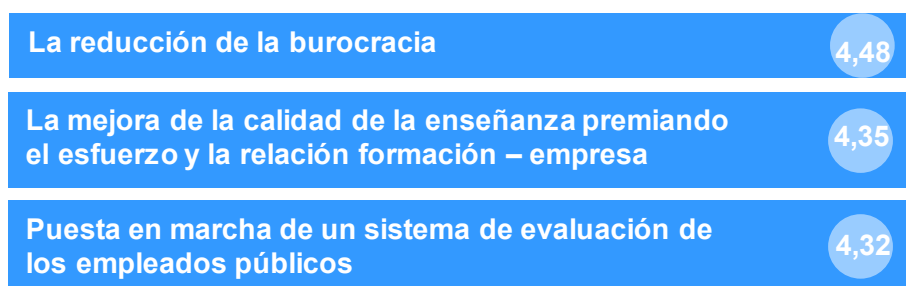 La reducción de la burocracia
4,48
La mejora de la calidad de la enseñanza premiando
el esfuerzo y la relación formación – empresa
4,35
Puesta en marcha de un sistema de evaluación de
los empleados públicos
4,32